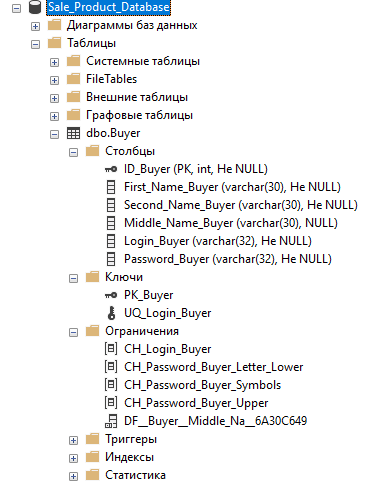 Sale_Product_Database
Диаграммы баз данных
Таблицы
Системные таблицы
FileTables
Внешние таблицы
Графовые таблицы
dbo.Buyer
Столбцы
ID_Buyer (PK, int, Не NULL)
First_Name_Buyer (varchar(30), Не NULL)
Second_Name_Buyer (varchar(30), Не NULL)
Middle_Name_Buyer (varchar(30), Не NULL)
Login_Buyer (varchar(32), Не NULL)
Password_Buyer (varchar(32), Не NULL)
Ключи
PK_Buyer
UQ_Login_Buyer
Ограничения
CH_Login_Buyer
CH_Password_Buyer_Letter_Lower
CH_Password_Buyer_Symbols
CH_Password_Buyer_Upper
DF__Buyer__Middle_Na__6A30C649
Триггеры
Индексы
Статистика